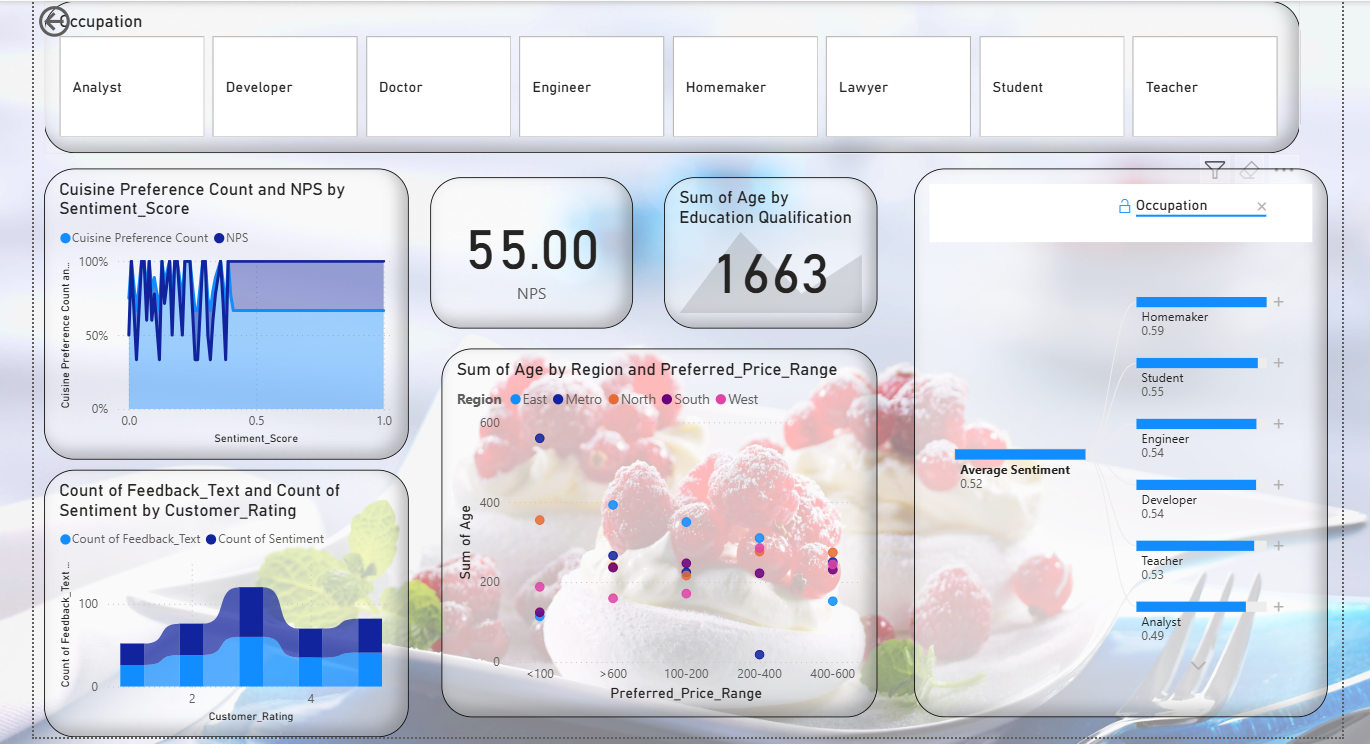 Occupation
Analyst
Developer
Doctor
Engineer
Homemaker
Lawyer
Student
Teacher
Cuisine Preference Count and NPS by
Sentiment_Score
Cuisine Preference Count NPS
Cuisine Preference Count an...
100%
50%
0%
0.0 0.5 1.0
Sentiment_Score
55.00
NPS
Sum of Age by
Education Qualification
1663
Count of Feedback_Text and Count of
Sentiment by Customer_Rating
Count of Feedback_Text Count of Sentiment
Count of Feedback_Text ...
100
0
2 4
Customer_Rating
Sum of Age by Region and Preferred_Price_Range
Region East Metro North South West
Sum of Age
600
400
200
0
<100 >600 100-200 200-400 400-600
Preferred_Price_Range
Occupation
Average Sentiment
0.52
Homemaker
0.59
Student
0.55
Engineer
0.54
Developer
0.54
Teacher
0.53
Analyst
0.49